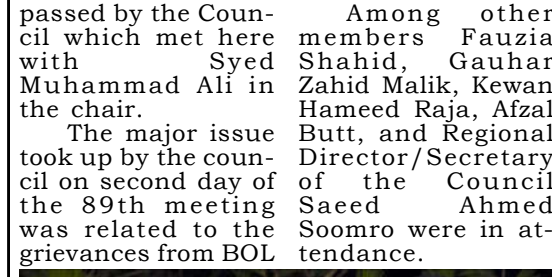 passed by the Coun-
cil which met here
with Syed
Muhammad Ali in
the chair.
The major issue
took up by the coun-
cil on second day of
the 89th meeting
was related to the
grievances from BOL
Among other
members Fauzia
Shahid, Gauhar
Zahid Malik, Kewan
Hameed Raja, Afzal
Butt, and Regional
Director/Secretary
of the Council
Saeed Ahmed
Soomro were in at-
tendance.